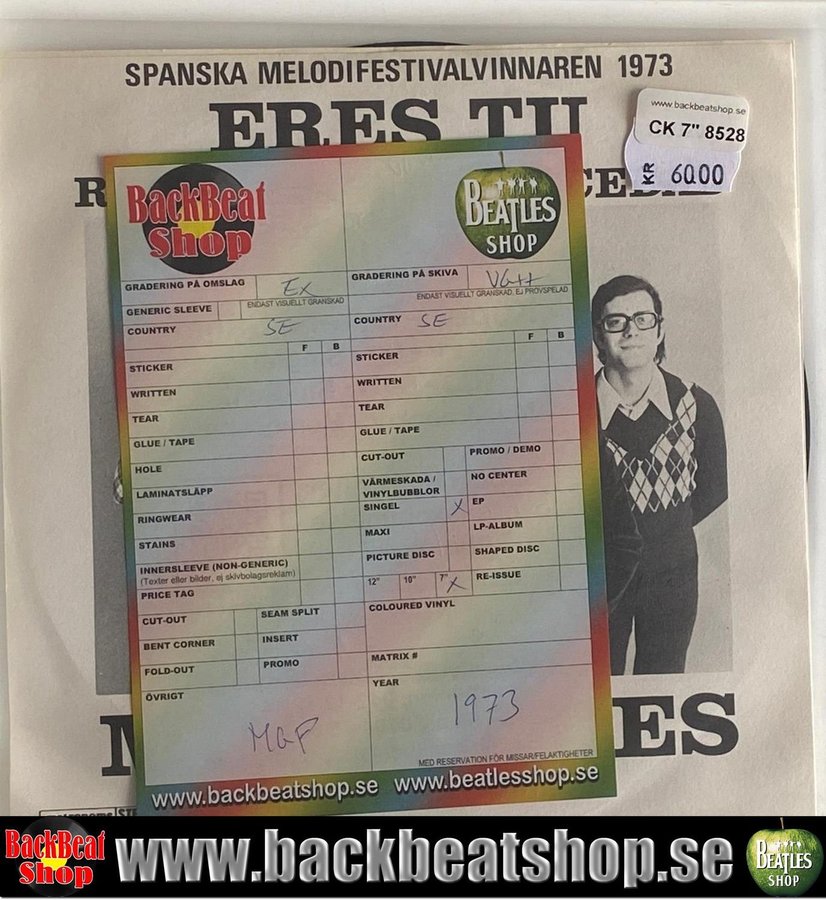 SPANSKA MELODIFESTIVALVINNAREN 1973
ERES TU
www.backbeatshop.se
CK 7" 8528
KR 60.00
BackBeat
Shop
BEATLES
SHOP
GRADERING PÅ OMSLAG Ex
ENDAST VISUELLT GRANSKAD
GENERIC SLEEVE
COUNTRY SE
F B
STICKER
WRITTEN
TEAR
GLUE / TAPE
HOLE
LAMINATSLÄPP
RINGWEAR
STAINS
INNERSLEEVE (NON-GENERIC)
(Texter eller bilder, ej skivbolagsreklam)
PRICE TAG
CUT-OUT SEAM SPLIT
BENT CORNER INSERT
FOLD-OUT PROMO
ÖVRIGT
MGP
GRADERING PÅ SKIVA VG++
ENDAST VISUELLT GRANSKAD, EJ PROVSPELAD
COUNTRY SE
F B
STICKER
WRITTEN
TEAR
GLUE / TAPE
CUT-OUT PROMO / DEMO
VÄRMESKADA / NO CENTER
VINYLBUBBLOR
SINGEL X EP
MAXI LP-ALBUM
PICTURE DISC SHAPED DISC
12" 10" 7" X RE-ISSUE
COLOURED VINYL
MATRIX #
YEAR
1973
MED RESERVATION FÖR MISSAR/FELAKTIGHETER
www.backbeatshop.se www.beatlesshop.se
BackBeat
Shop
www.backbeatshop.se
BEATLES
SHOP